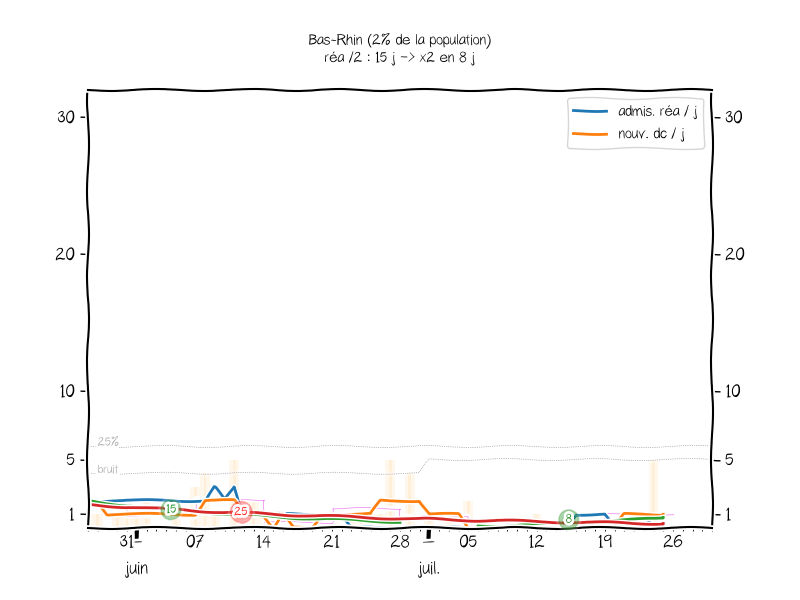 Bas-Rhin (2% de la population)
réa /2 : 15 j -> x2 en 8 j
admis. réa / j
nouv. dc / j
30 30
20 20
10 10
25%
5 5
bruit
15 25 8
1 1
31 07 14 21 28 05 12 19 26
juin juil.